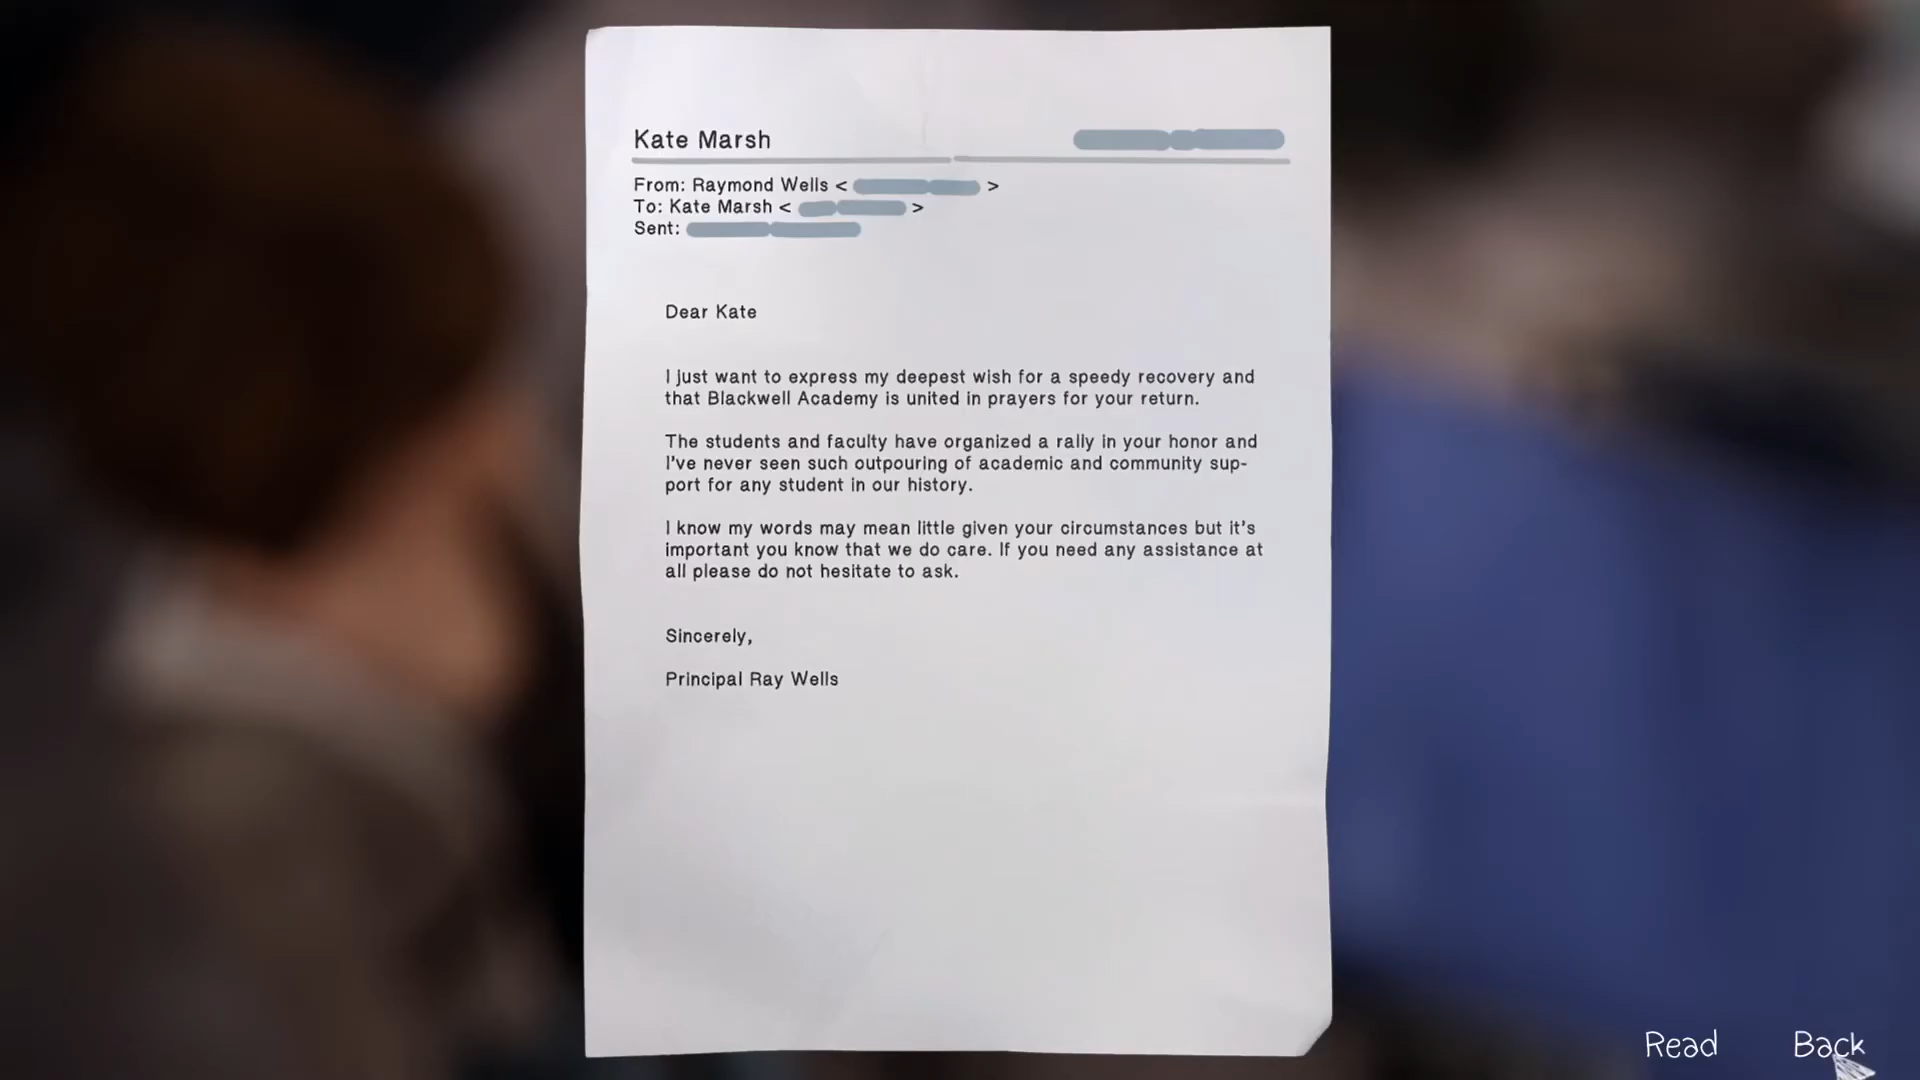 Kate Marsh
From: Raymond Wells < >
To: Kate Marsh < >
Sent:
Dear Kate
I just want to express my deepest wish for a speedy recovery and
that Blackwell Academy is united in prayers for your return.
The students and faculty have organized a rally in your honor and
I've never seen such outpouring of academic and community sup-
port for any student in our history.
I know my words may mean little given your circumstances but it's
important you know that we do care. If you need any assistance at
all please do not hesitate to ask.
Sincerely,
Principal Ray Wells
Read Back